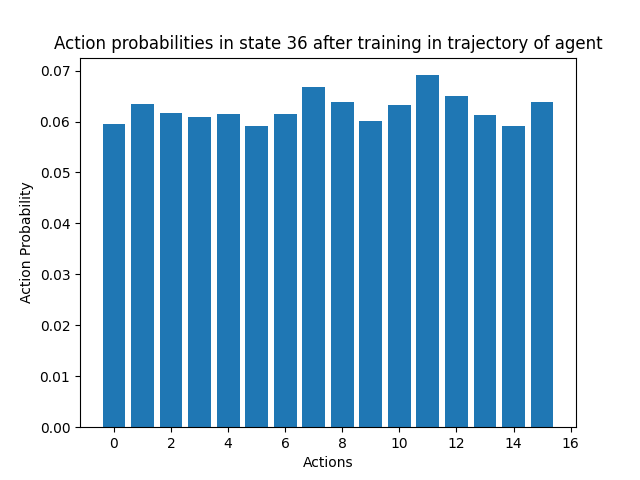 Action probabilities in state 36 after training in trajectory of agent
0.07
0.06
0.05
0.04
0.03
0.02
0.01
0.00
Action Probability
0 2 4 6 8 10 12 14 16
Actions